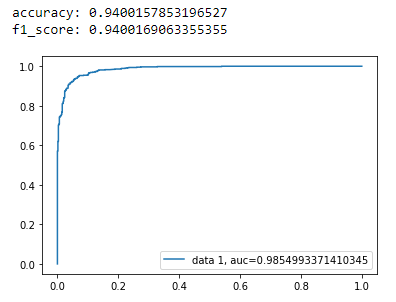 accuracy: 0.9400157853196527
f1_score: 0.9400169063355355
1.0
0.8
0.6
0.4
0.2
0.0
data 1, auc=0.9854993371410345
0.0 0.2 0.4 0.6 0.8 1.0